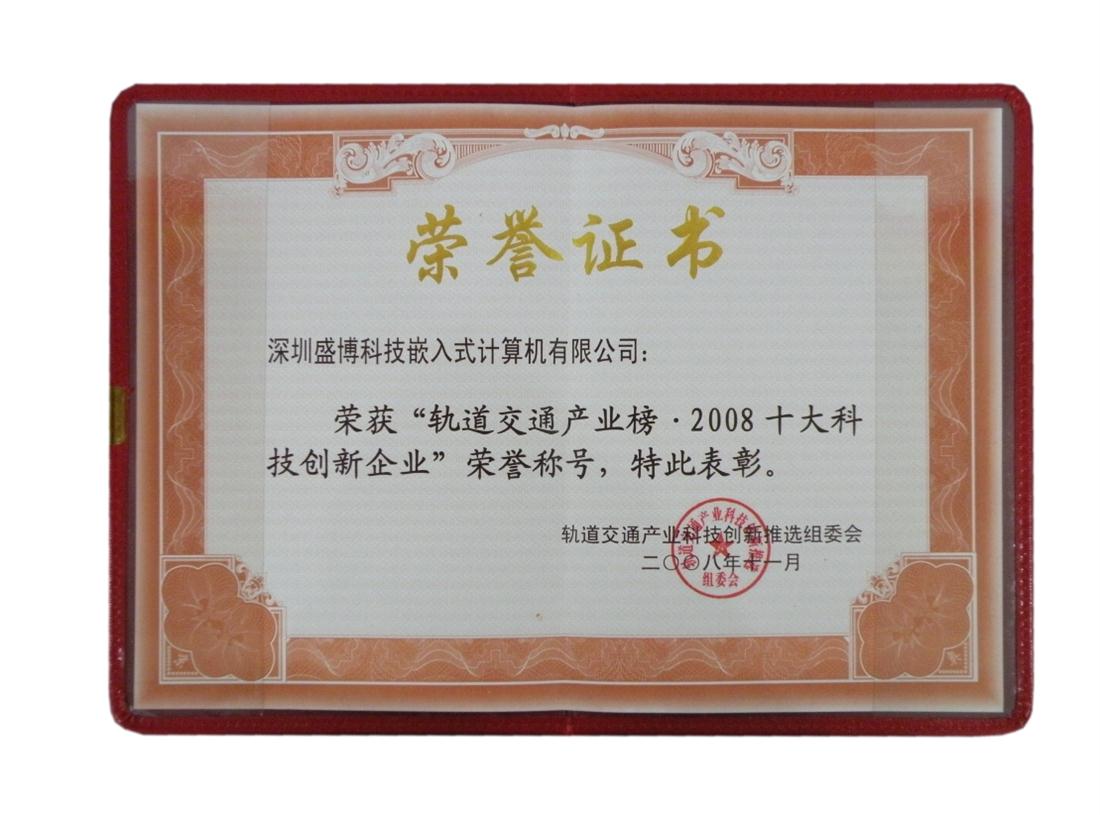 荣誉证书
深圳盛博科技嵌入式计算机有限公司：
荣获“轨道交通产业榜·2008十大科
技创新企业”荣誉称号，特此表彰。
轨道交通产业科技创新推选组委会
二〇〇八年十一月
组委会